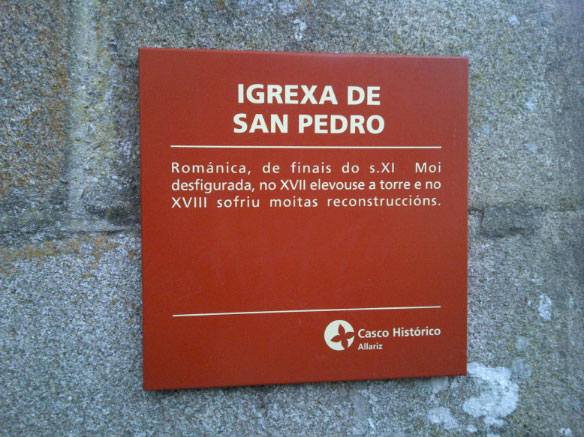 IGREXA DE
SAN PEDRO
Románica, de finais do s.XI Moi
desfigurada, no XVII elevouse a torre e no
XVIII sofriu moitas reconstruccións.
Casco Histórico
Allariz